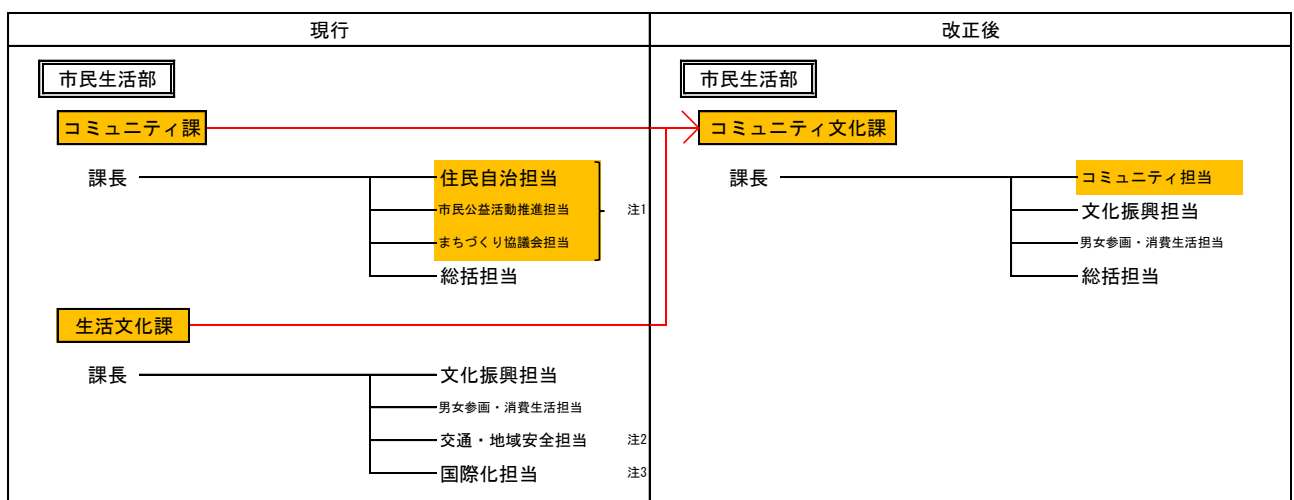 現行
改正後
市民生活部
コミュニティ課
課長
住民自治担当
市民公益活動推進担当 注1
まちづくり協議会担当
総括担当
生活文化課
課長
文化振興担当
男女参画・消費生活担当
交通・地域安全担当 注2
国際化担当 注3
市民生活部
コミュニティ文化課
課長
コミュニティ担当
文化振興担当
男女参画・消費生活担当
総括担当